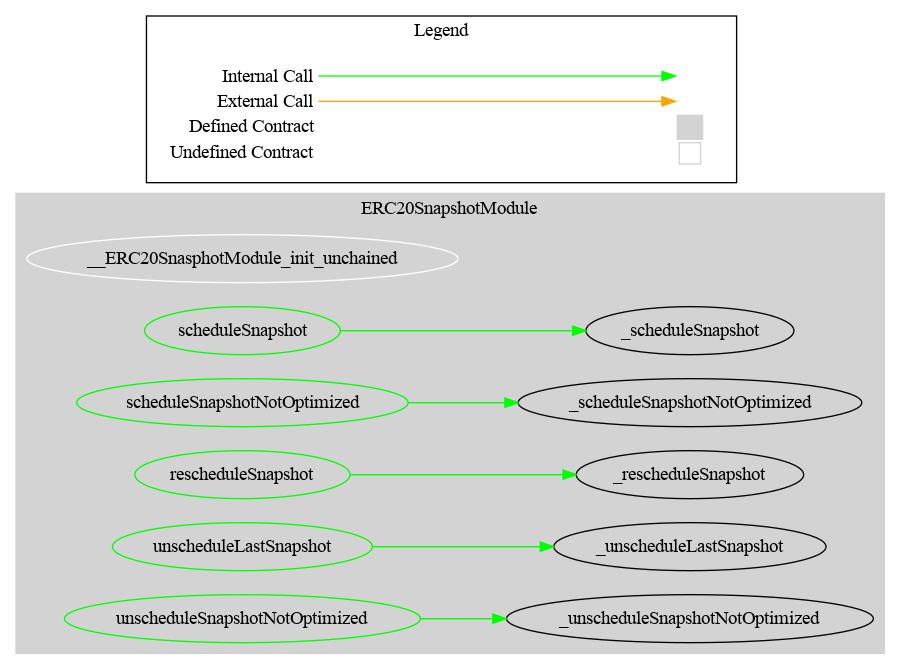 Legend
Internal Call
External Call
Defined Contract
Undefined Contract
ERC20SnapshotModule
__ERC20SnasphotModule_init_unchained
scheduleSnapshot
_scheduleSnapshot
scheduleSnapshotNotOptimized
_scheduleSnapshotNotOptimized
rescheduleSnapshot
_rescheduleSnapshot
unscheduleLastSnapshot
_unscheduleLastSnapshot
unscheduleSnapshotNotOptimized
_unscheduleSnapshotNotOptimized